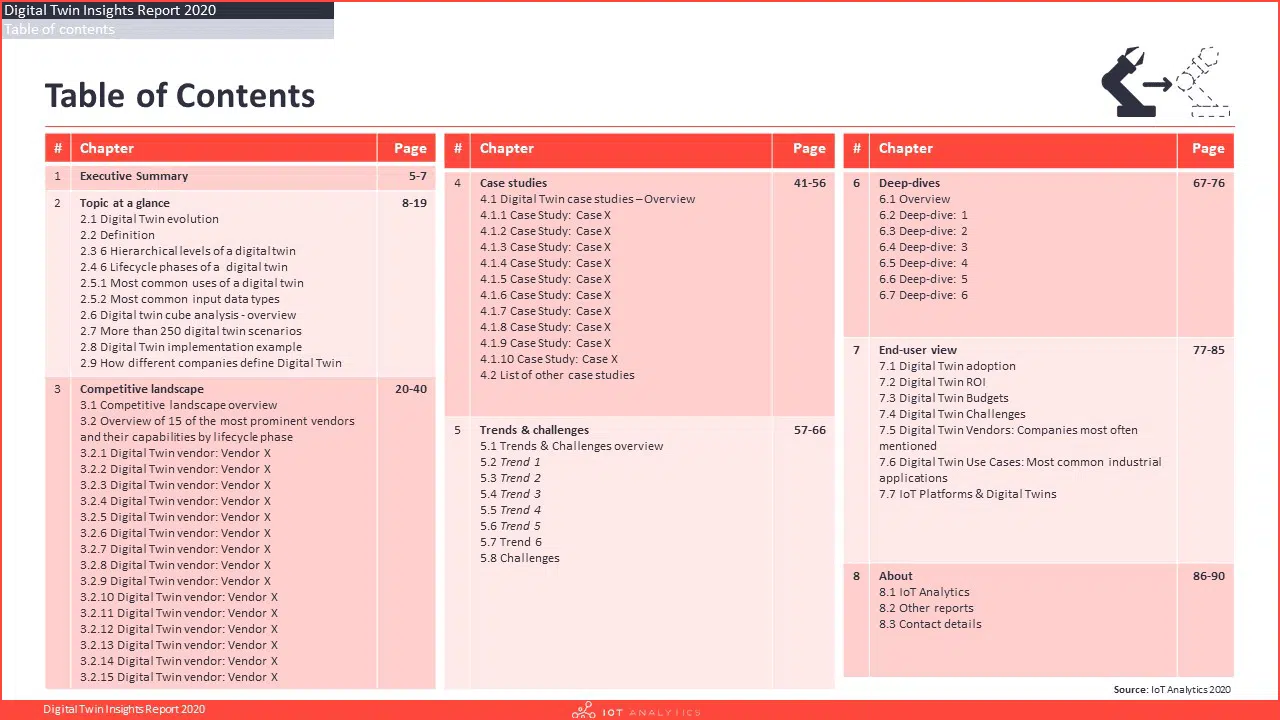 Digital Twin Insights Report 2020
Table of contents
Table of Contents
# Chapter Page
1 Executive Summary 5-7
2 Topic at a glance 8-19
2.1 Digital Twin evolution
2.2 Definition
2.3 6 Hierarchical levels of a digital twin
2.4 6 Lifecycle phases of a digital twin
2.5.1 Most common uses of a digital twin
2.5.2 Most common input data types
2.6 Digital twin cube analysis - overview
2.7 More than 250 digital twin scenarios
2.8 Digital Twin implementation example
2.9 How different companies define Digital Twin
3 Competitive landscape 20-40
3.1 Competitive landscape overview
3.2 Overview of 15 of the most prominent vendors
and their capabilities by lifecycle phase
3.2.1 Digital Twin vendor: Vendor X
3.2.2 Digital Twin vendor: Vendor X
3.2.3 Digital Twin vendor: Vendor X
3.2.4 Digital Twin vendor: Vendor X
3.2.5 Digital Twin vendor: Vendor X
3.2.6 Digital Twin vendor: Vendor X
3.2.7 Digital Twin vendor: Vendor X
3.2.8 Digital Twin vendor: Vendor X
3.2.9 Digital Twin vendor: Vendor X
3.2.10 Digital Twin vendor: Vendor X
3.2.11 Digital Twin vendor: Vendor X
3.2.12 Digital Twin vendor: Vendor X
3.2.13 Digital Twin vendor: Vendor X
3.2.14 Digital Twin vendor: Vendor X
3.2.15 Digital Twin vendor: Vendor X
# Chapter Page
4 Case studies 41-56
4.1 Digital Twin case studies – Overview
4.1.1 Case Study: Case X
4.1.2 Case Study: Case X
4.1.3 Case Study: Case X
4.1.4 Case Study: Case X
4.1.5 Case Study: Case X
4.1.6 Case Study: Case X
4.1.7 Case Study: Case X
4.1.8 Case Study: Case X
4.1.9 Case Study: Case X
4.1.10 Case Study: Case X
4.2 List of other case studies
5 Trends & challenges 57-66
5.1 Trends & Challenges overview
5.2 Trend 1
5.3 Trend 2
5.4 Trend 3
5.5 Trend 4
5.6 Trend 5
5.7 Trend 6
5.8 Challenges
# Chapter Page
6 Deep-dives 67-76
6.1 Overview
6.2 Deep-dive: 1
6.3 Deep-dive: 2
6.4 Deep-dive: 3
6.5 Deep-dive: 4
6.6 Deep-dive: 5
6.7 Deep-dive: 6
7 End-user view 77-85
7.1 Digital Twin adoption
7.2 Digital Twin ROI
7.3 Digital Twin Budgets
7.4 Digital Twin Challenges
7.5 Digital Twin Vendors: Companies most often
mentioned
7.6 Digital Twin Use Cases: Most common industrial
applications
7.7 IoT Platforms & Digital Twins
8 About 86-90
8.1 IoT Analytics
8.2 Other reports
8.3 Contact details
Source: IoT Analytics 2020
Digital Twin Insights Report 2020
IOT ANALYTICS